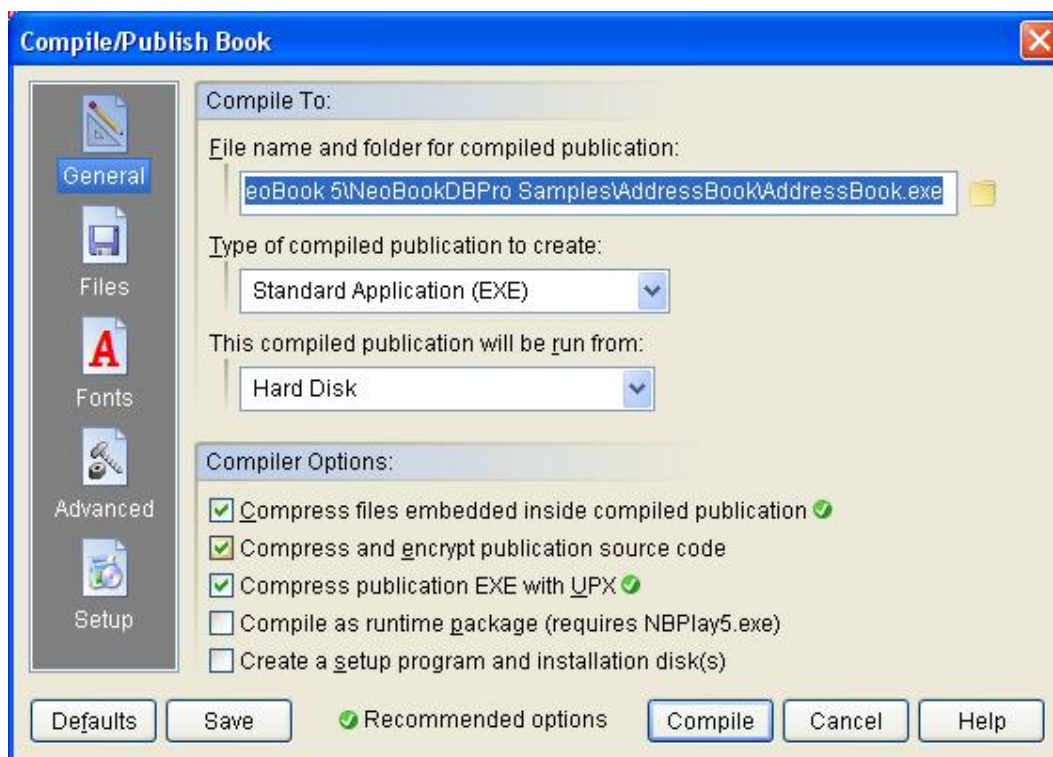 Compile/Publish Book
General
Files
Fonts
Advanced
Setup
Compile To:
File name and folder for compiled publication:
eoBook 5\NeoBookDBPro Samples\AddressBook\AddressBook.exe
Type of compiled publication to create:
Standard Application (EXE)
This compiled publication will be run from:
Hard Disk
Compiler Options:
Compress files embedded inside compiled publication
Compress and encrypt publication source code
Compress publication EXE with UPX
Compile as runtime package (requires NBPlay5.exe)
Create a setup program and installation disk(s)
Defaults
Save
Recommended options
Compile
Cancel
Help